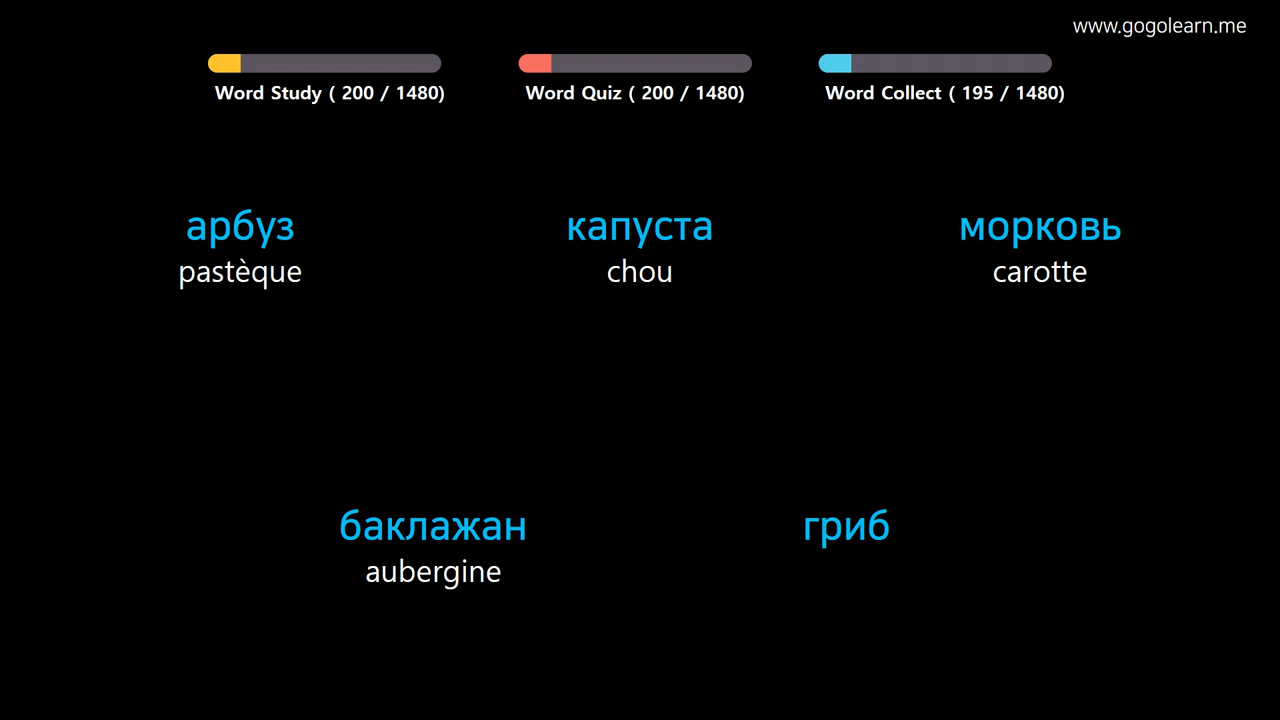 www.gogolearn.me
Word Study ( 200 / 1480)
Word Quiz ( 200 / 1480)
Word Collect ( 195 / 1480)
арбуз
pastèque
капуста
chou
морковь
carotte
баклажан
aubergine
гриб